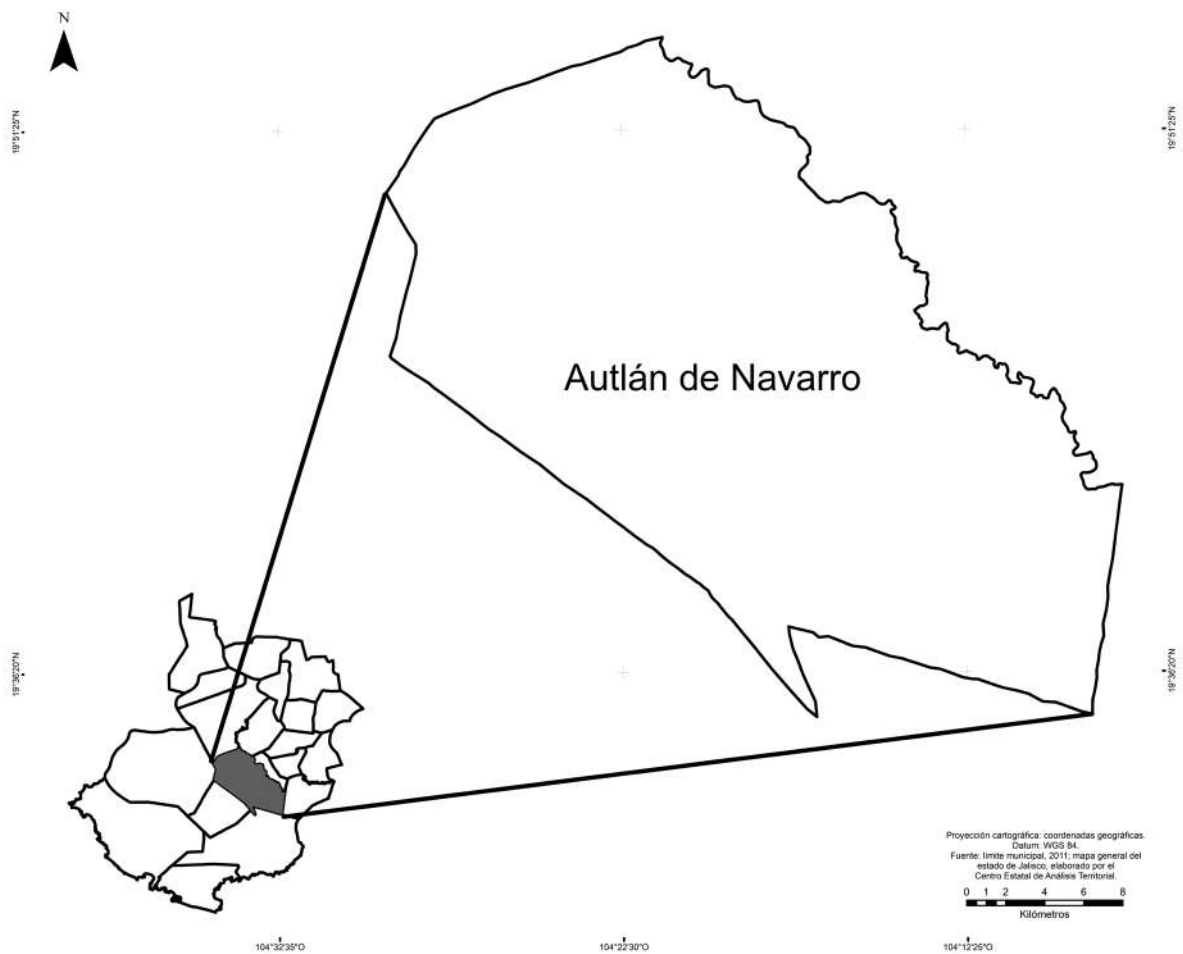 N
19°51'25"N
19°51'25"N
Autlán de Navarro
19°36'20"N
19°36'20"N
Proyección cartográfica: coordenadas geográficas.
Datum: WGS 84.
Fuente: límite municipal, 2011; mapa general del
estado de Jalisco, elaborado por el
Centro Estatal de Análisis Territorial.
0 1 2 4 6 8
Kilómetros
104°32'35"O
104°22'30"O
104°12'25"O